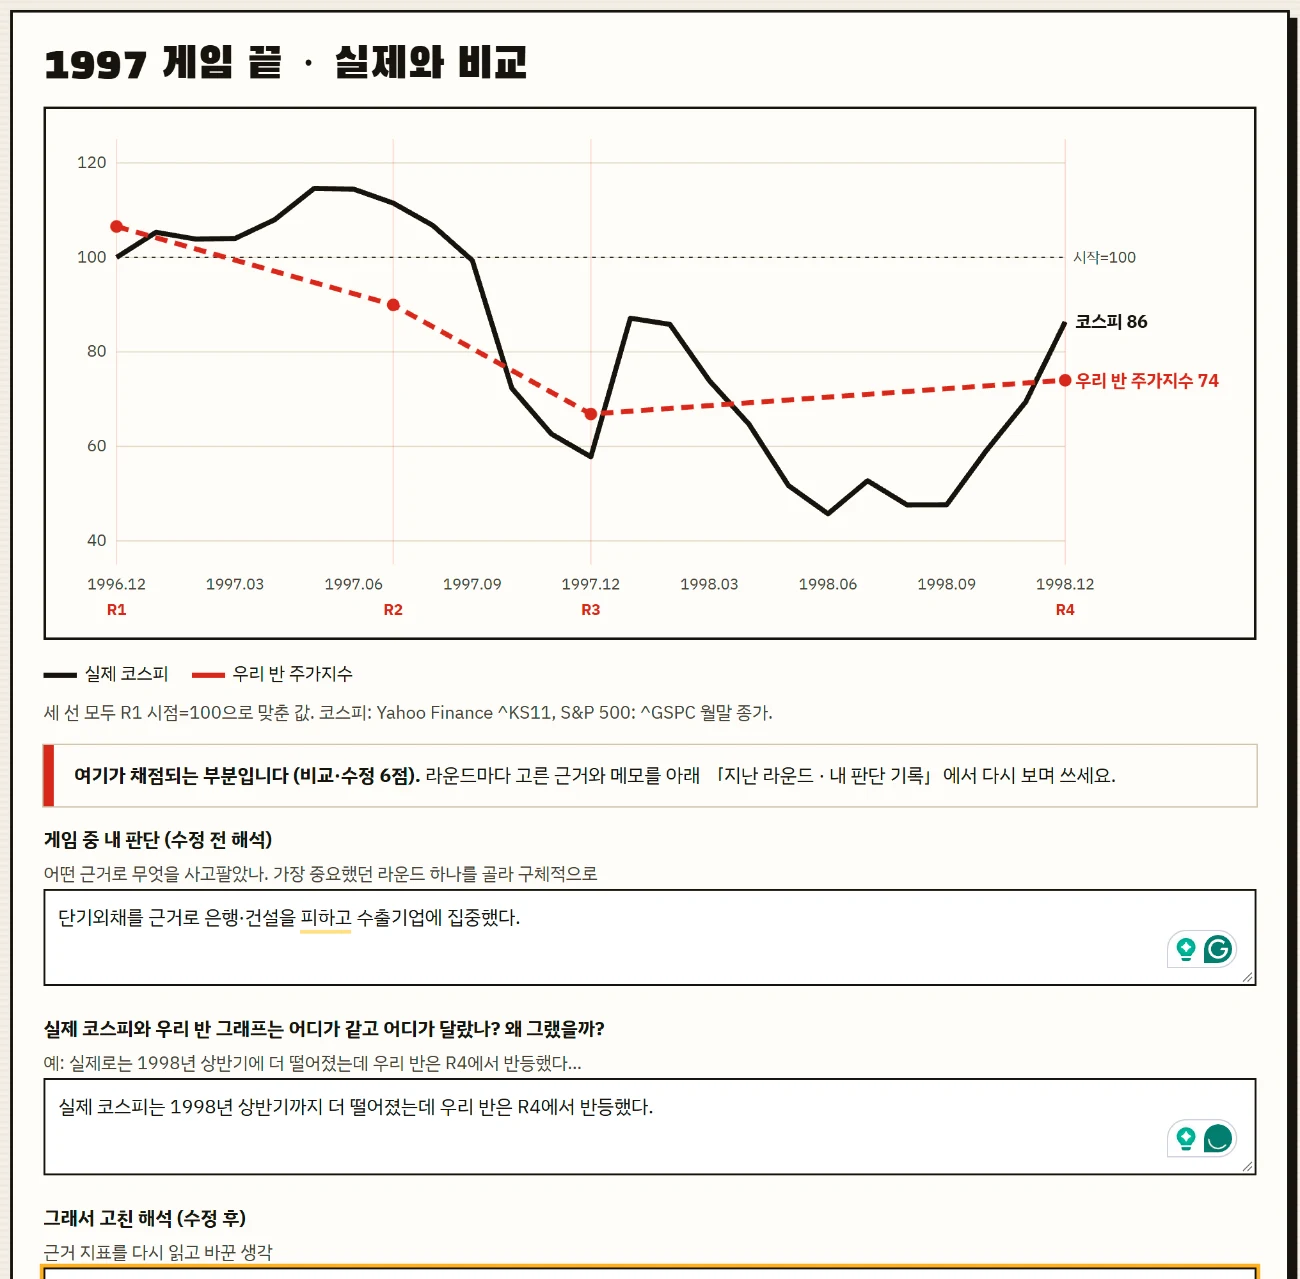 1997 게임 끝 · 실제와 비교
120
100
80
60
40
시작=100
코스피 86
우리 반 주가지수 74
1996.12 1997.03 1997.06 1997.09 1997.12 1998.03 1998.06 1998.09 1998.12
R1 R2 R3 R4
실제 코스피 우리 반 주가지수
세 선 모두 R1 시점=100으로 맞춘 값. 코스피: Yahoo Finance ^KS11, S&P 500: ^GSPC 월말 종가.
여기가 채점되는 부분입니다 (비교·수정 6점). 라운드마다 고른 근거와 메모를 아래 「지난 라운드 · 내 판단 기록」에서 다시 보며 쓰세요.
게임 중 내 판단 (수정 전 해석)
어떤 근거로 무엇을 사고팔았나. 가장 중요했던 라운드 하나를 골라 구체적으로
단기외채를 근거로 은행·건설을 피하고 수출기업에 집중했다.
실제 코스피와 우리 반 그래프는 어디가 같고 어디가 달랐나? 왜 그랬을까?
예: 실제로는 1998년 상반기에 더 떨어졌는데 우리 반은 R4에서 반등했다…
실제 코스피는 1998년 상반기까지 더 떨어졌는데 우리 반은 R4에서 반등했다.
그래서 고친 해석 (수정 후)
근거 지표를 다시 읽고 바꾼 생각